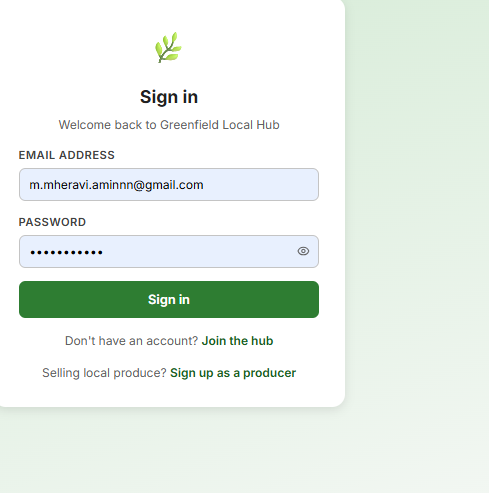 Sign in
Welcome back to Greenfield Local Hub
EMAIL ADDRESS
m.mheravi.aminnn@gmail.com
PASSWORD
•••••••••••
Sign in
Don't have an account? Join the hub
Selling local produce? Sign up as a producer